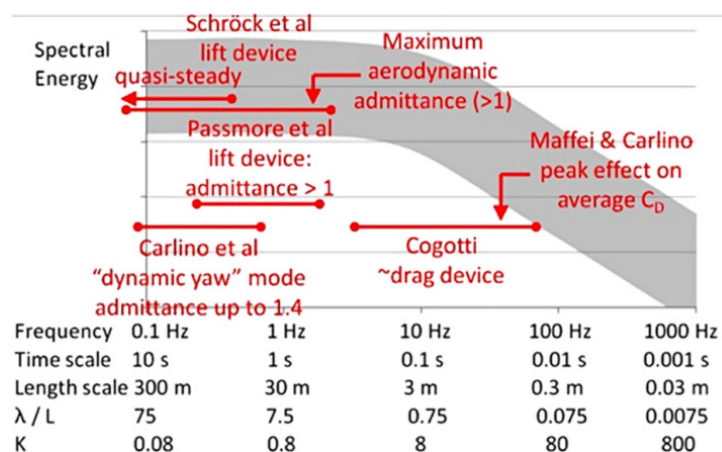 Schröck et al
lift device
Spectral
Energy
quasi-steady
Maximum
aerodynamic
admittance (>1)
Passmore et al
lift device:
admittance > 1
Maffei & Carlino
peak effect on
average C_D
Carlino et al
“dynamic yaw” mode
admittance up to 1.4
Cogotti
~drag device
Frequency 0.1 Hz 1 Hz 10 Hz 100 Hz 1000 Hz
Time scale 10 s 1 s 0.1 s 0.01 s 0.001 s
Length scale 300 m 30 m 3 m 0.3 m 0.03 m
λ / L 75 7.5 0.75 0.075 0.0075
K 0.08 0.8 8 80 800